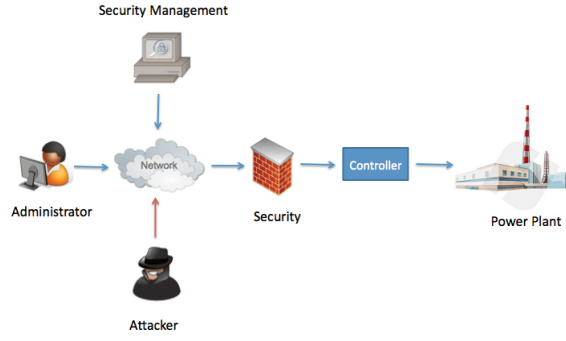 Security Management
Network
Controller
Administrator
Security
Power Plant
Attacker